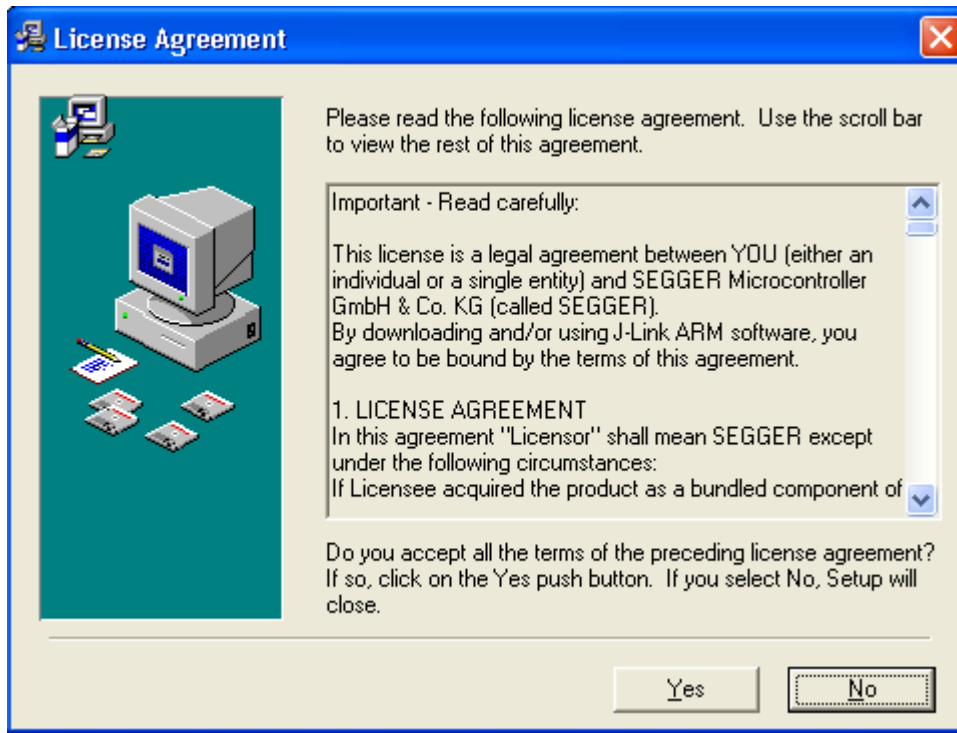 License Agreement
Please read the following license agreement. Use the scroll bar
to view the rest of this agreement.
Important - Read carefully:
This license is a legal agreement between YOU (either an
individual or a single entity) and SEGGER Microcontroller
GmbH & Co. KG (called SEGGER).
By downloading and/or using J-Link ARM software, you
agree to be bound by the terms of this agreement.
1. LICENSE AGREEMENT
In this agreement "Licensor" shall mean SEGGER except
under the following circumstances:
If Licensee acquired the product as a bundled component of
Do you accept all the terms of the preceding license agreement?
If so, click on the Yes push button. If you select No, Setup will
close.
Yes
No